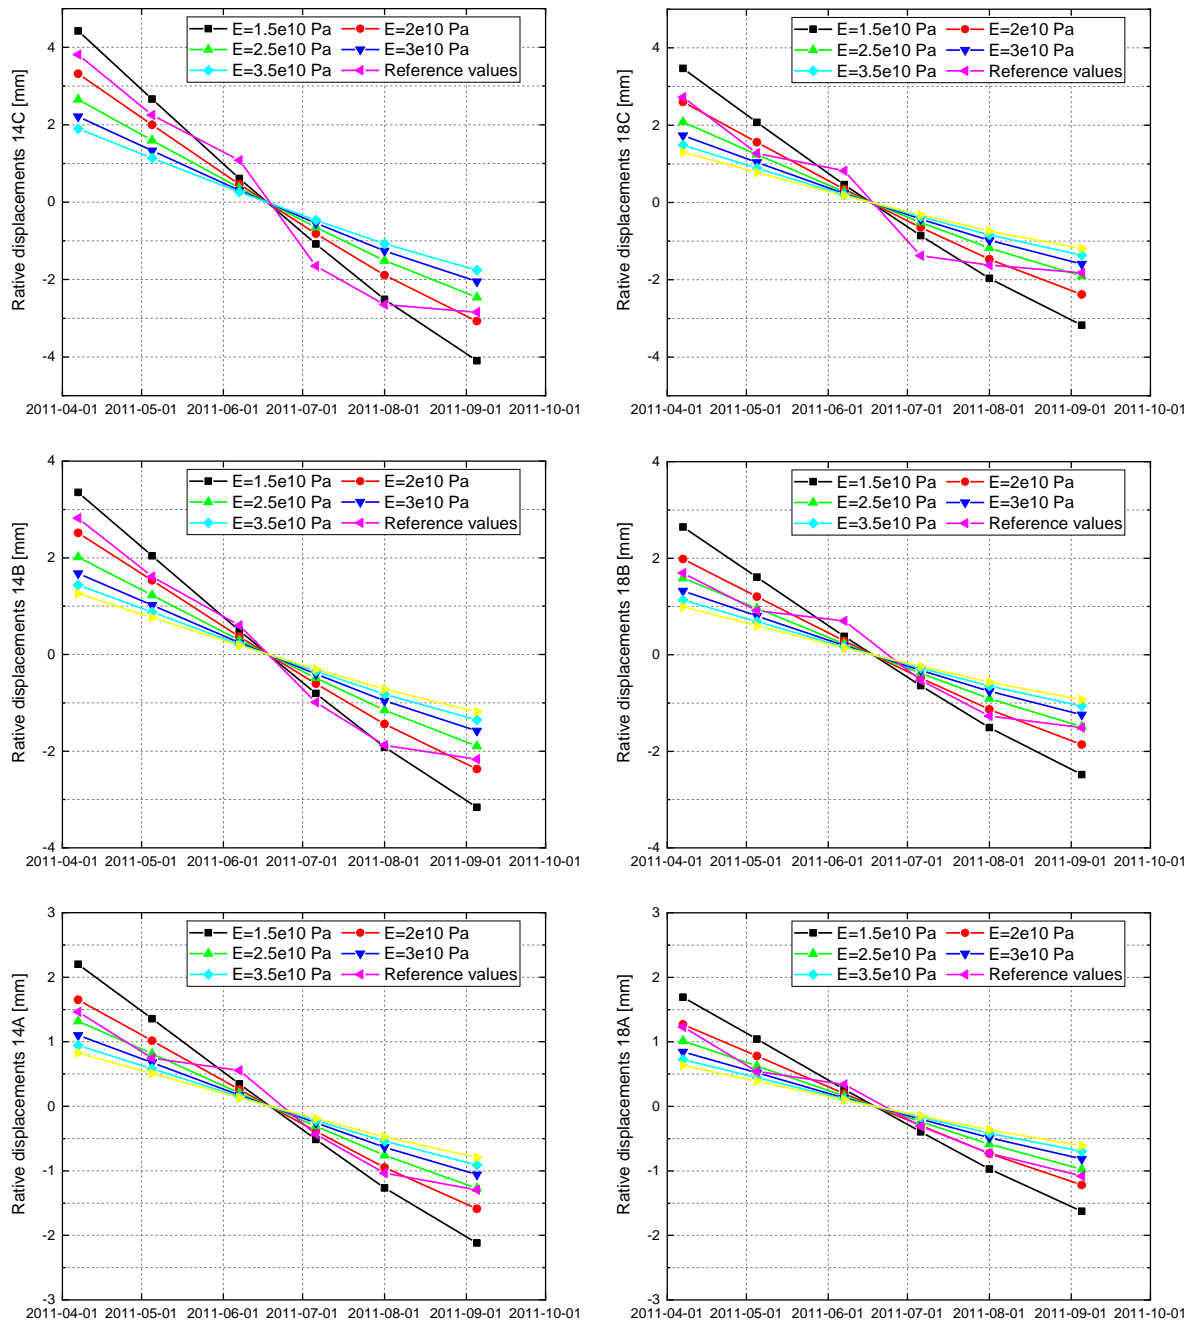 Rative displacements 14C [mm]
4
2
0
-2
-4
E=1.5e10 Pa E=2e10 Pa
E=2.5e10 Pa E=3e10 Pa
E=3.5e10 Pa Reference values
2011-04-01 2011-05-01 2011-06-01 2011-07-01 2011-08-01 2011-09-01 2011-10-01
Rative displacements 18C [mm]
4
2
0
-2
-4
E=1.5e10 Pa E=2e10 Pa
E=2.5e10 Pa E=3e10 Pa
E=3.5e10 Pa Reference values
2011-04-01 2011-05-01 2011-06-01 2011-07-01 2011-08-01 2011-09-01 2011-10-01
Rative displacements 14B [mm]
4
2
0
-2
-4
E=1.5e10 Pa E=2e10 Pa
E=2.5e10 Pa E=3e10 Pa
E=3.5e10 Pa Reference values
2011-04-01 2011-05-01 2011-06-01 2011-07-01 2011-08-01 2011-09-01 2011-10-01
Rative displacements 18B [mm]
4
2
0
-2
-4
E=1.5e10 Pa E=2e10 Pa
E=2.5e10 Pa E=3e10 Pa
E=3.5e10 Pa Reference values
2011-04-01 2011-05-01 2011-06-01 2011-07-01 2011-08-01 2011-09-01 2011-10-01
Rative displacements 14A [mm]
3
2
1
0
-1
-2
-3
E=1.5e10 Pa E=2e10 Pa
E=2.5e10 Pa E=3e10 Pa
E=3.5e10 Pa Reference values
2011-04-01 2011-05-01 2011-06-01 2011-07-01 2011-08-01 2011-09-01 2011-10-01
Rative displacements 18A [mm]
3
2
1
0
-1
-2
-3
E=1.5e10 Pa E=2e10 Pa
E=2.5e10 Pa E=3e10 Pa
E=3.5e10 Pa Reference values
2011-04-01 2011-05-01 2011-06-01 2011-07-01 2011-08-01 2011-09-01 2011-10-01